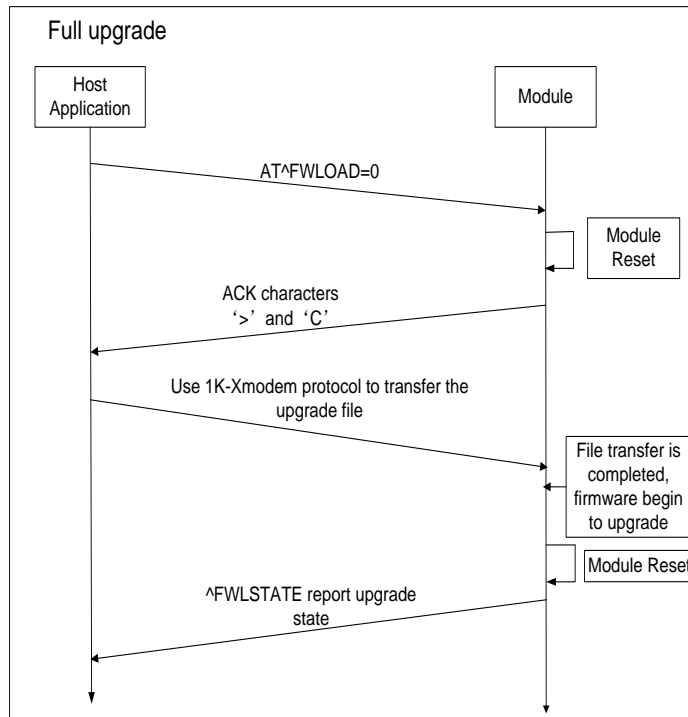 Full upgrade
Host
Application
Module
AT^FWLOAD=0
Module
Reset
ACK characters
‘>’ and ‘C’
Use 1K-Xmodem protocol to transfer the
upgrade file
File transfer is
completed,
firmware begin
to upgrade
Module Reset
^FWLSTATE report upgrade
state